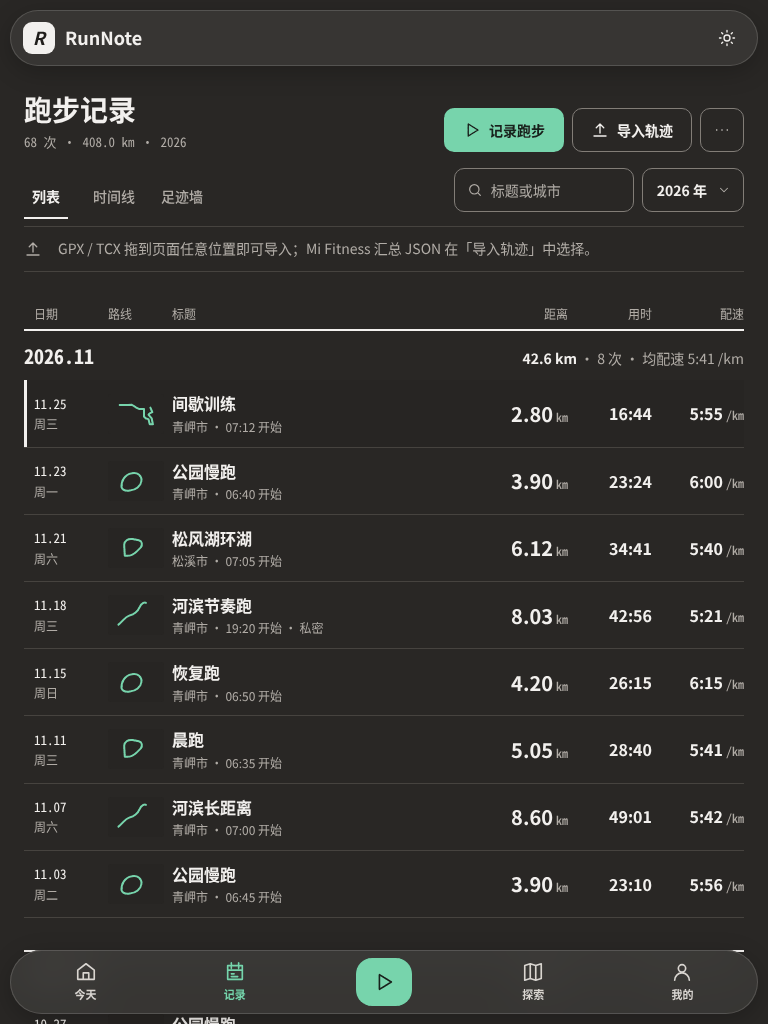 R RunNote
跑步记录
68 次 • 408.0 km • 2026
记录跑步
导入轨迹
···
列表
时间线
足迹墙
标题或城市
2026 年
GPX / TCX 拖到页面任意位置即可导入；Mi Fitness 汇总 JSON 在「导入轨迹」中选择。
日期 路线 标题 距离 用时 配速
2026.11 42.6 km • 8 次 • 均配速 5:41 /km
11.25 间歇训练 2.80 km 16:44 5:55 /km
周三 青岬市 • 07:12 开始
11.23 公园慢跑 3.90 km 23:24 6:00 /km
周一 青岬市 • 06:40 开始
11.21 松风湖环湖 6.12 km 34:41 5:40 /km
周六 松溪市 • 07:05 开始
11.18 河滨节奏跑 8.03 km 42:56 5:21 /km
周三 青岬市 • 19:20 开始 • 私密
11.15 恢复跑 4.20 km 26:15 6:15 /km
周日 青岬市 • 06:50 开始
11.11 晨跑 5.05 km 28:40 5:41 /km
周三 青岬市 • 06:35 开始
11.07 河滨长距离 8.60 km 49:01 5:42 /km
周六 青岬市 • 07:00 开始
11.03 公园慢跑 3.90 km 23:10 5:56 /km
周二 青岬市 • 06:45 开始
今天
记录
探索
我的
10.27 公园慢跑